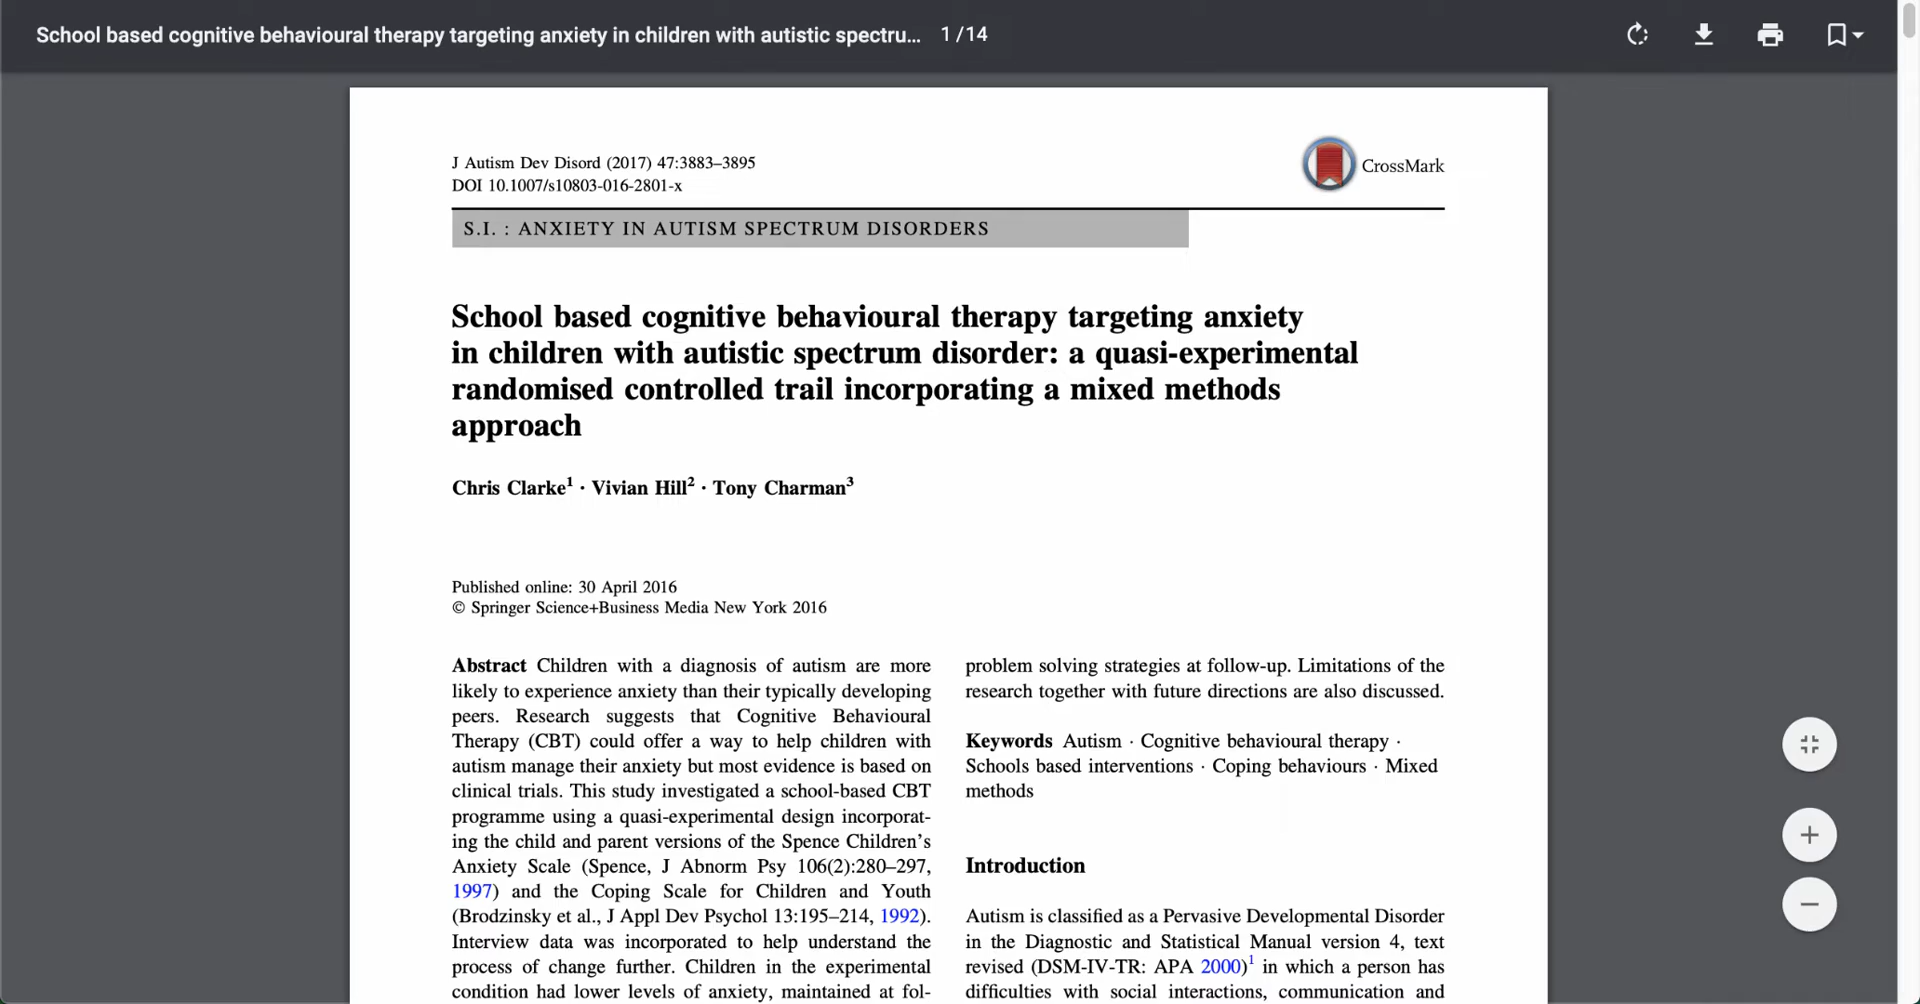 School based cognitive behavioural therapy targeting anxiety in children with autistic spectru... 1 / 14
J Autism Dev Disord (2017) 47:3883–3895
DOI 10.1007/s10803-016-2801-x
CrossMark
S.I. : ANXIETY IN AUTISM SPECTRUM DISORDERS
School based cognitive behavioural therapy targeting anxiety
in children with autistic spectrum disorder: a quasi-experimental
randomised controlled trail incorporating a mixed methods
approach
Chris Clarke¹ · Vivian Hill² · Tony Charman³
Published online: 30 April 2016
© Springer Science+Business Media New York 2016
Abstract Children with a diagnosis of autism are more
likely to experience anxiety than their typically developing
peers. Research suggests that Cognitive Behavioural
Therapy (CBT) could offer a way to help children with
autism manage their anxiety but most evidence is based on
clinical trials. This study investigated a school-based CBT
programme using a quasi-experimental design incorporat-
ing the child and parent versions of the Spence Children's
Anxiety Scale (Spence, J Abnorm Psy 106(2):280–297,
1997) and the Coping Scale for Children and Youth
(Brodzinsky et al., J Appl Dev Psychol 13:195–214, 1992).
Interview data was incorporated to help understand the
process of change further. Children in the experimental
condition had lower levels of anxiety, maintained at fol-
problem solving strategies at follow-up. Limitations of the
research together with future directions are also discussed.
Keywords Autism · Cognitive behavioural therapy ·
Schools based interventions · Coping behaviours · Mixed
methods
Introduction
Autism is classified as a Pervasive Developmental Disorder
in the Diagnostic and Statistical Manual version 4, text
revised (DSM-IV-TR: APA 2000)¹ in which a person has
difficulties with social interactions, communication and